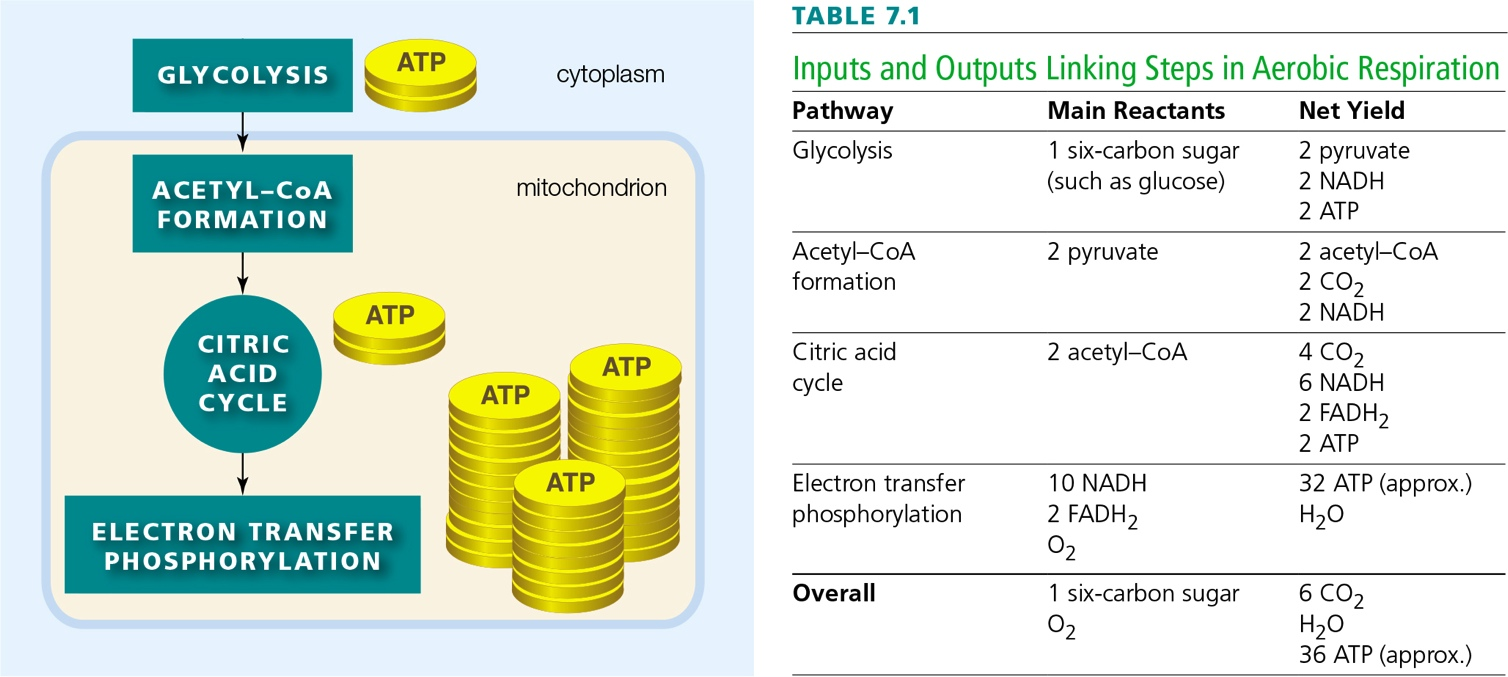 GLYCOLYSIS
ATP
cytoplasm
ACETYL–CoA
FORMATION
mitochondrion
CITRIC
ACID
CYCLE
ATP
ATP
ATP
ATP
ELECTRON TRANSFER
PHOSPHORYLATION
TABLE 7.1
Inputs and Outputs Linking Steps in Aerobic Respiration
Pathway Main Reactants Net Yield
Glycolysis 1 six-carbon sugar 2 pyruvate
(such as glucose) 2 NADH
2 ATP
Acetyl–CoA 2 pyruvate 2 acetyl–CoA
formation 2 CO₂
2 NADH
Citric acid 2 acetyl–CoA 4 CO₂
cycle 6 NADH
2 FADH₂
2 ATP
Electron transfer 10 NADH 32 ATP (approx.)
phosphorylation 2 FADH₂ H₂O
O₂
Overall 1 six-carbon sugar 6 CO₂
O₂ H₂O
36 ATP (approx.)